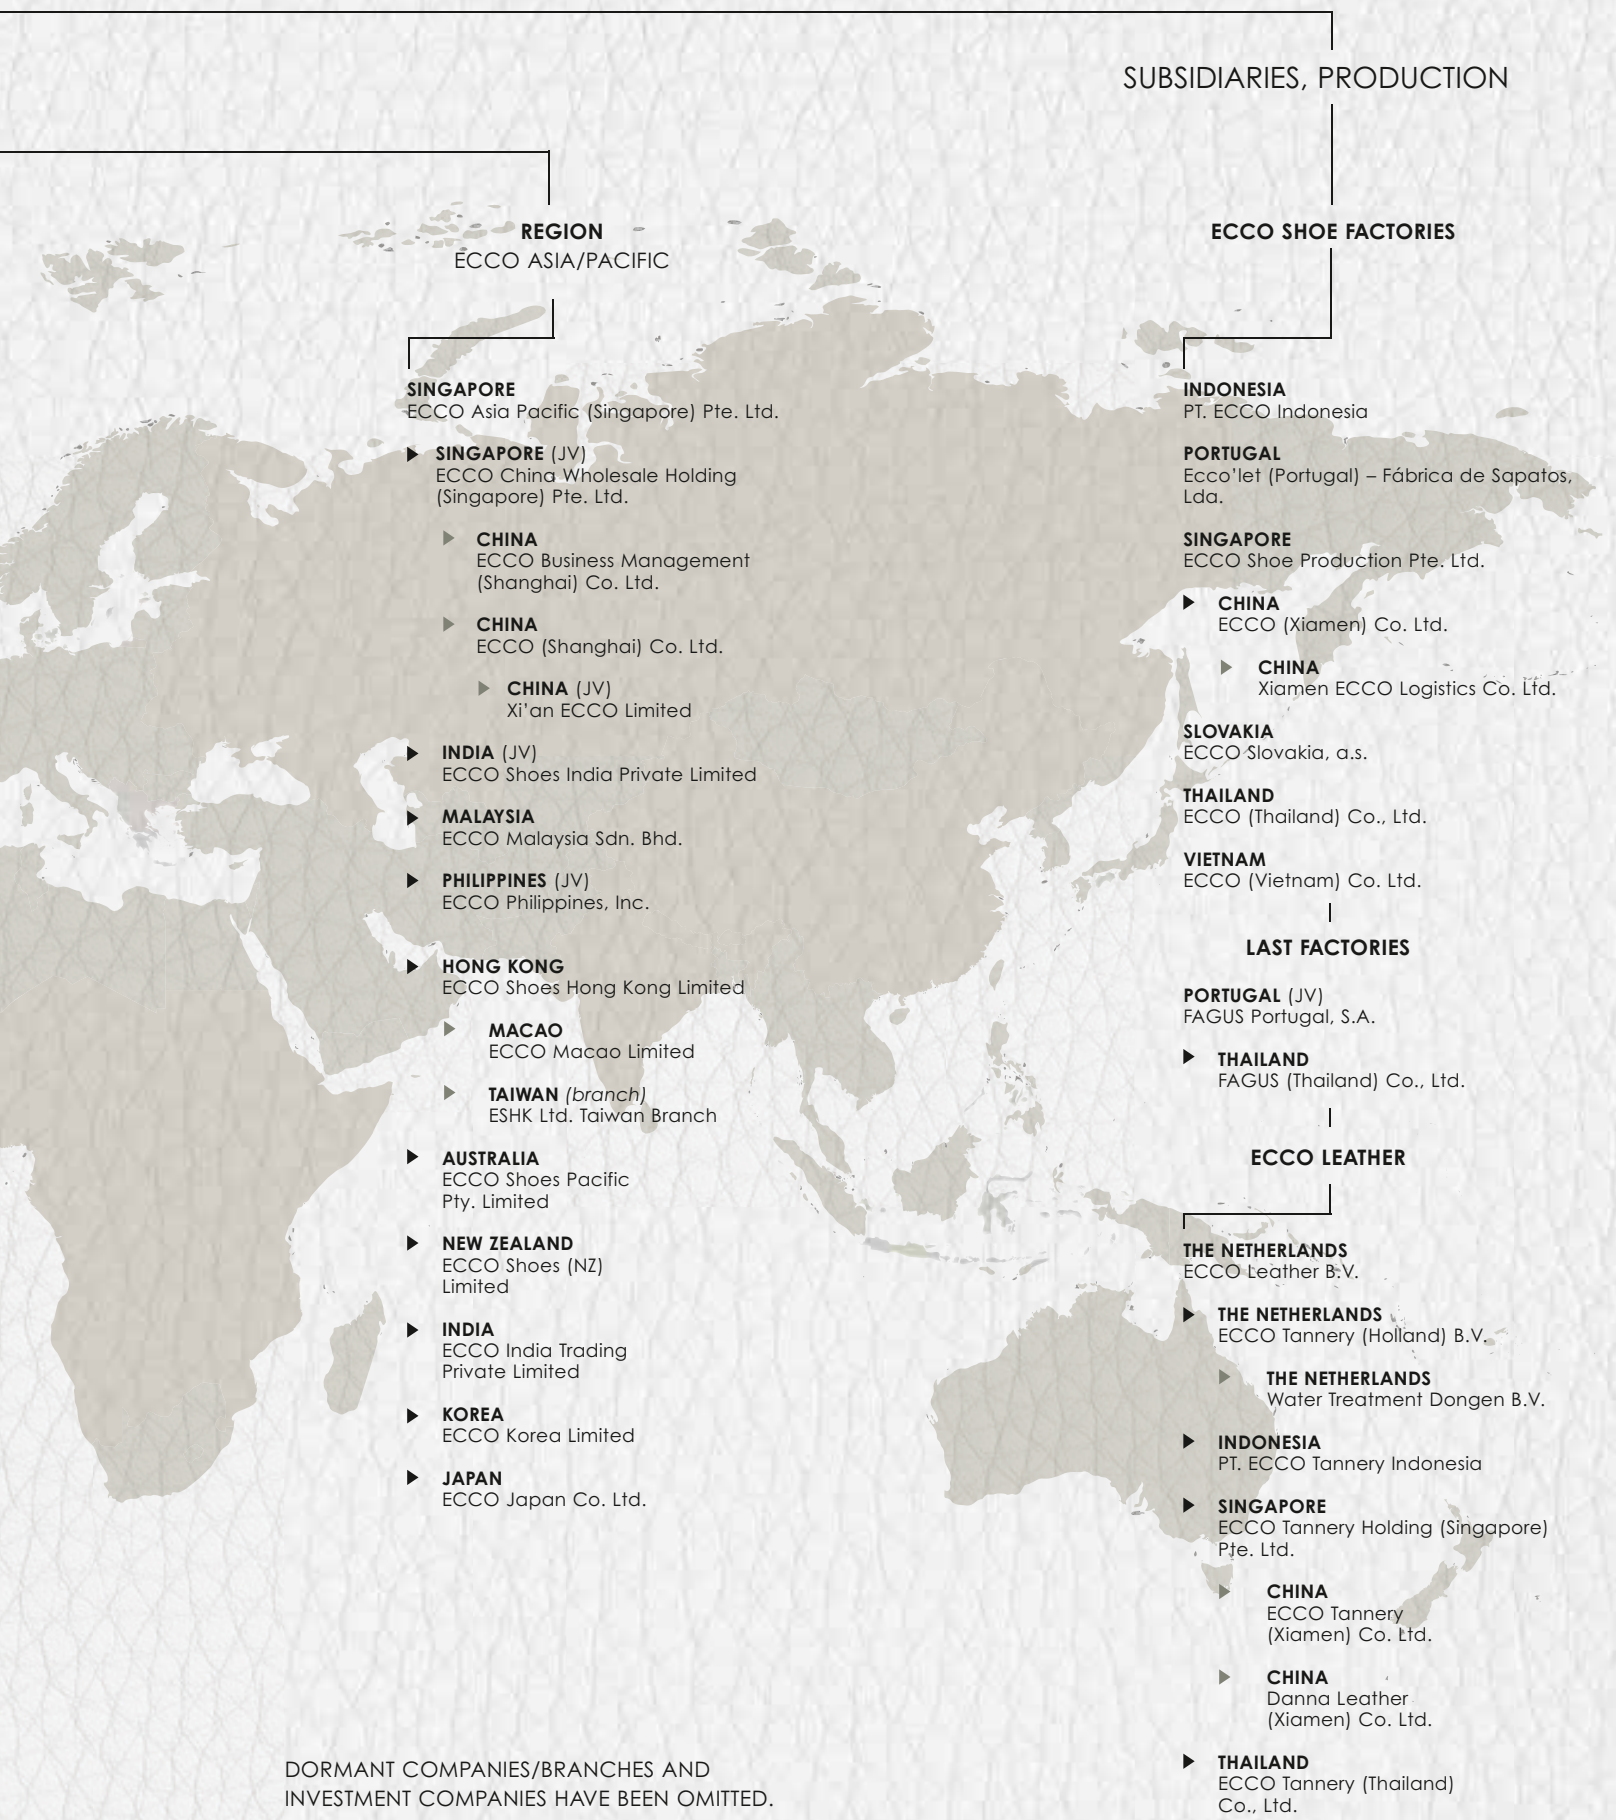 SUBSIDIARIES, PRODUCTION
REGION
ECCO ASIA/PACIFIC
SINGAPORE
ECCO Asia Pacific (Singapore) Pte. Ltd.
SINGAPORE (JV)
ECCO China Wholesale Holding
(Singapore) Pte. Ltd.
CHINA
ECCO Business Management
(Shanghai) Co. Ltd.
CHINA
ECCO (Shanghai) Co. Ltd.
CHINA (JV)
Xi'an ECCO Limited
INDIA (JV)
ECCO Shoes India Private Limited
MALAYSIA
ECCO Malaysia Sdn. Bhd.
PHILIPPINES (JV)
ECCO Philippines, Inc.
HONG KONG
ECCO Shoes Hong Kong Limited
MACAO
ECCO Macao Limited
TAIWAN (branch)
ESHK Ltd. Taiwan Branch
AUSTRALIA
ECCO Shoes Pacific
Pty. Limited
NEW ZEALAND
ECCO Shoes (NZ)
Limited
INDIA
ECCO India Trading
Private Limited
KOREA
ECCO Korea Limited
JAPAN
ECCO Japan Co. Ltd.
DORMANT COMPANIES/BRANCHES AND
INVESTMENT COMPANIES HAVE BEEN OMITTED.
ECCO SHOE FACTORIES
INDONESIA
PT. ECCO Indonesia
PORTUGAL
Ecco'let (Portugal) – Fábrica de Sapatos,
Lda.
SINGAPORE
ECCO Shoe Production Pte. Ltd.
CHINA
ECCO (Xiamen) Co. Ltd.
CHINA
Xiamen ECCO Logistics Co. Ltd.
SLOVAKIA
ECCO Slovakia, a.s.
THAILAND
ECCO (Thailand) Co., Ltd.
VIETNAM
ECCO (Vietnam) Co. Ltd.
LAST FACTORIES
PORTUGAL (JV)
FAGUS Portugal, S.A.
THAILAND
FAGUS (Thailand) Co., Ltd.
ECCO LEATHER
THE NETHERLANDS
ECCO Leather B.V.
THE NETHERLANDS
ECCO Tannery (Holland) B.V.
THE NETHERLANDS
Water Treatment Dongen B.V.
INDONESIA
PT. ECCO Tannery Indonesia
SINGAPORE
ECCO Tannery Holding (Singapore)
Pte. Ltd.
CHINA
ECCO Tannery
(Xiamen) Co. Ltd.
CHINA
Danna Leather
(Xiamen) Co. Ltd.
THAILAND
ECCO Tannery (Thailand)
Co., Ltd.